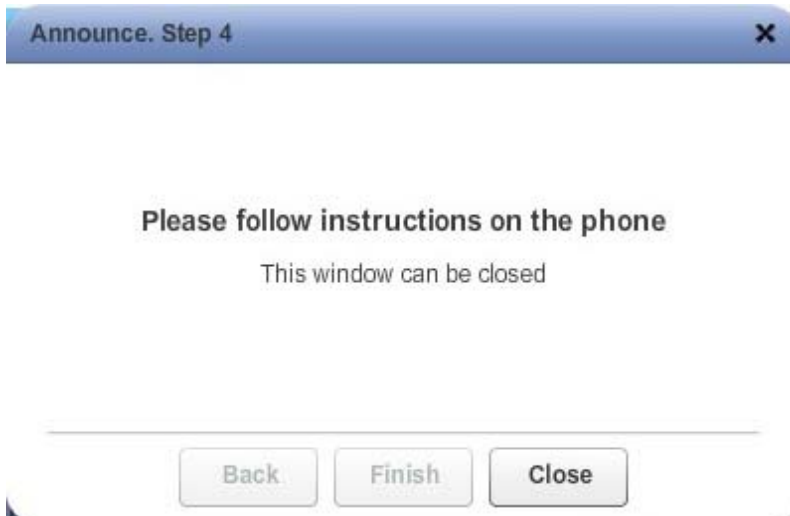 Announce. Step 4
Please follow instructions on the phone
This window can be closed
Back Finish Close